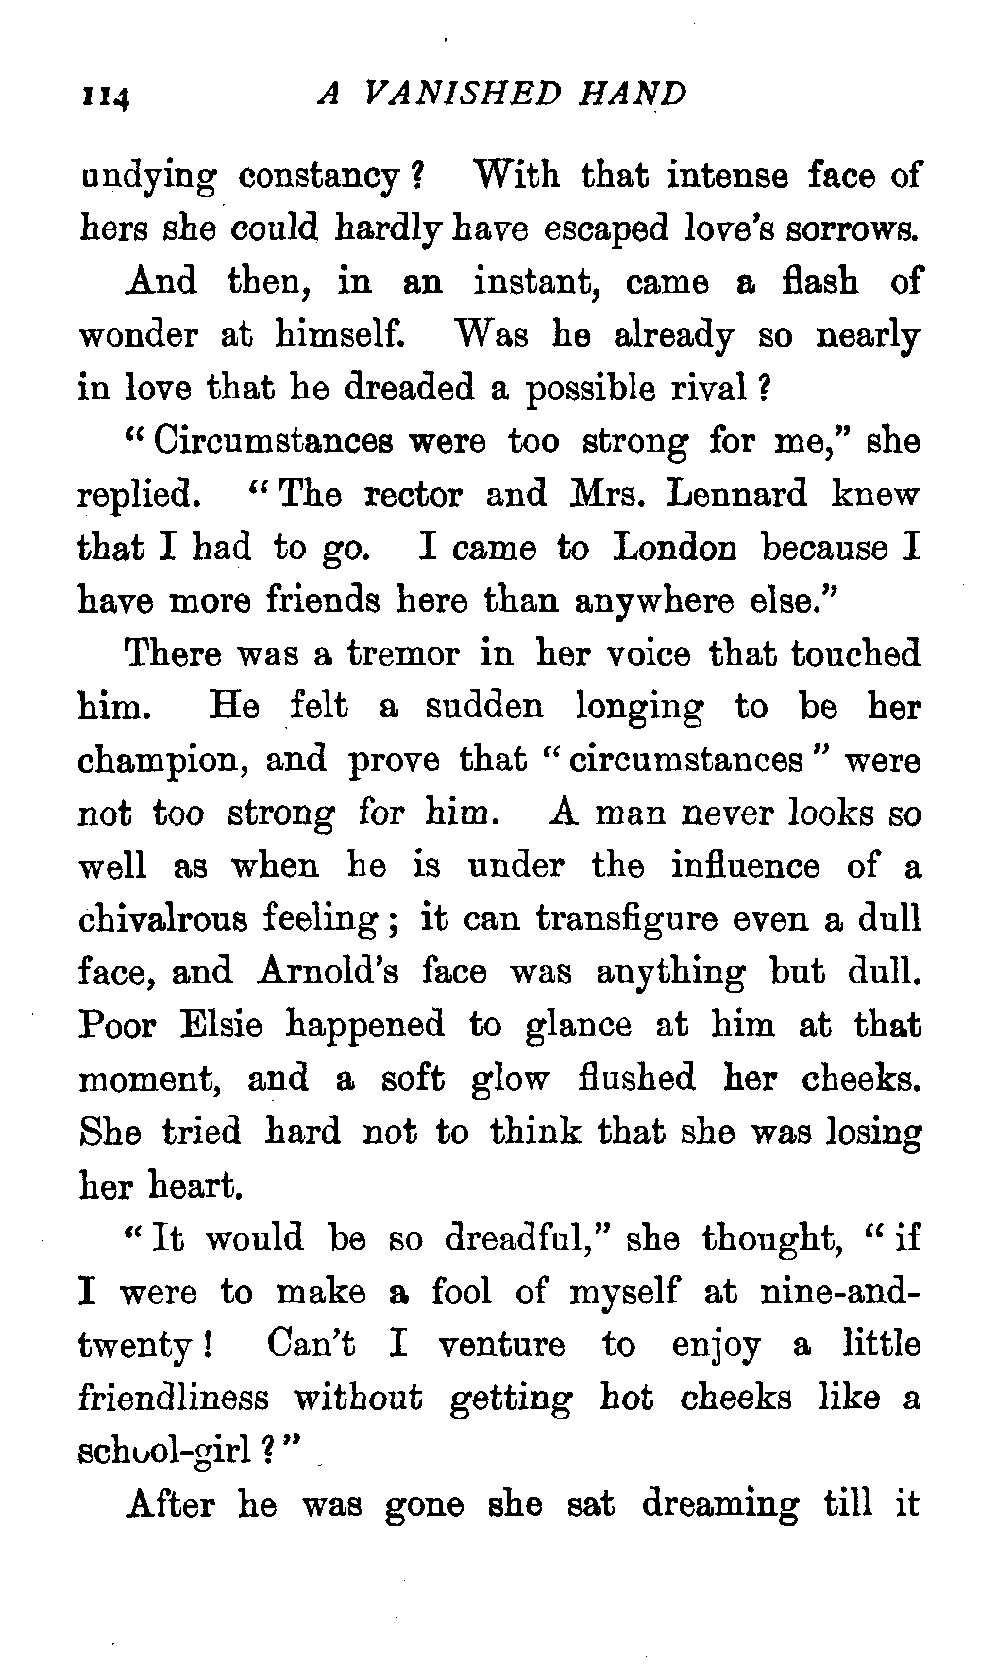 114 A VANISHED HAND
undying constancy ? With that intense face of
hers she could hardly have escaped love's sorrows.
And then, in an instant, came a flash of
wonder at himself. Was he already so nearly
in love that he dreaded a possible rival ?
“ Circumstances were too strong for me,” she
replied. “ The rector and Mrs. Lennard knew
that I had to go. I came to London because I
have more friends here than anywhere else.”
There was a tremor in her voice that touched
him. He felt a sudden longing to be her
champion, and prove that “ circumstances ” were
not too strong for him. A man never looks so
well as when he is under the influence of a
chivalrous feeling ; it can transfigure even a dull
face, and Arnold's face was anything but dull.
Poor Elsie happened to glance at him at that
moment, and a soft glow flushed her cheeks.
She tried hard not to think that she was losing
her heart.
“ It would be so dreadful,” she thought, “ if
I were to make a fool of myself at nine-and-
twenty ! Can't I venture to enjoy a little
friendliness without getting hot cheeks like a
school-girl ? ”
After he was gone she sat dreaming till it